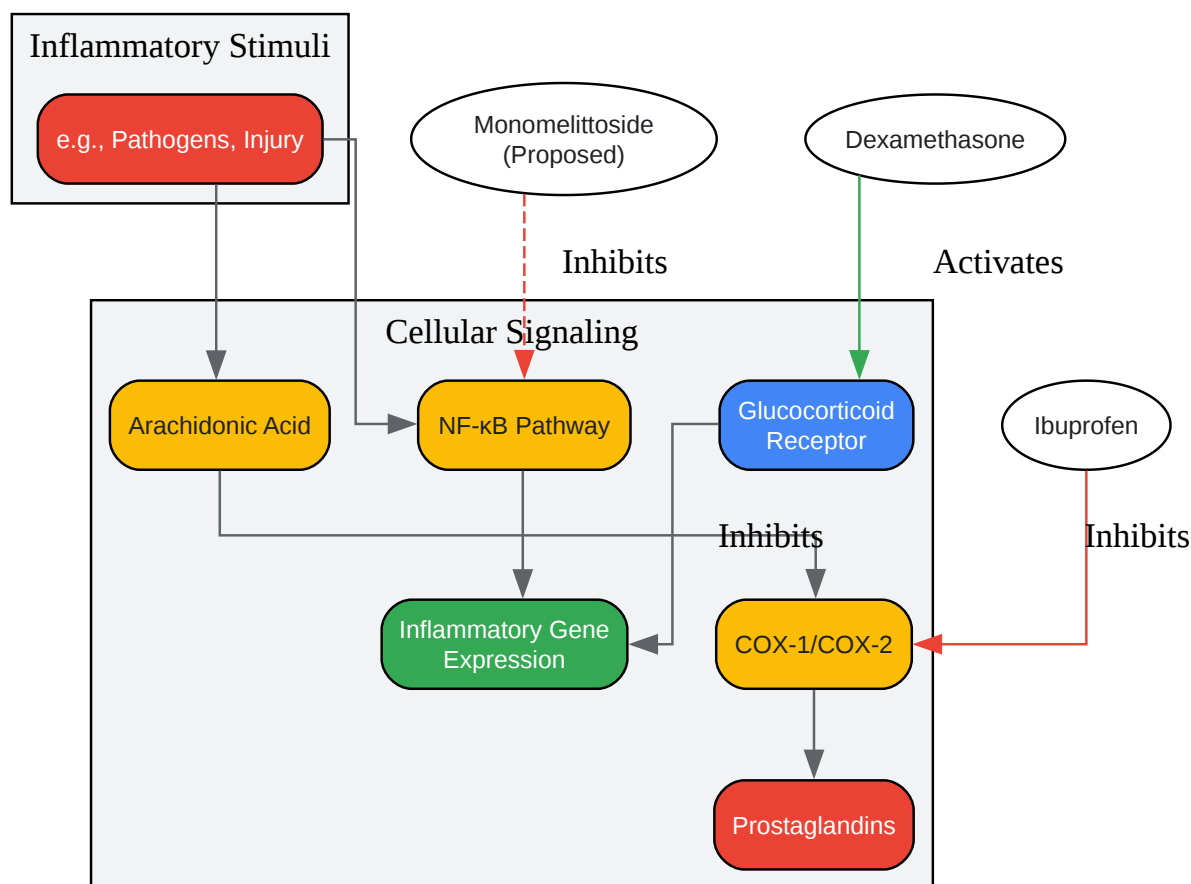 Inflammatory Stimuli
e.g., Pathogens, Injury
Monomelittoside
(Proposed)
Dexamethasone
Inhibits
Activates
Cellular Signaling
Arachidonic Acid
NF-κB Pathway
Glucocorticoid
Receptor
Ibuprofen
Inhibits
Inhibits
Inflammatory Gene
Expression
COX-1/COX-2
Prostaglandins